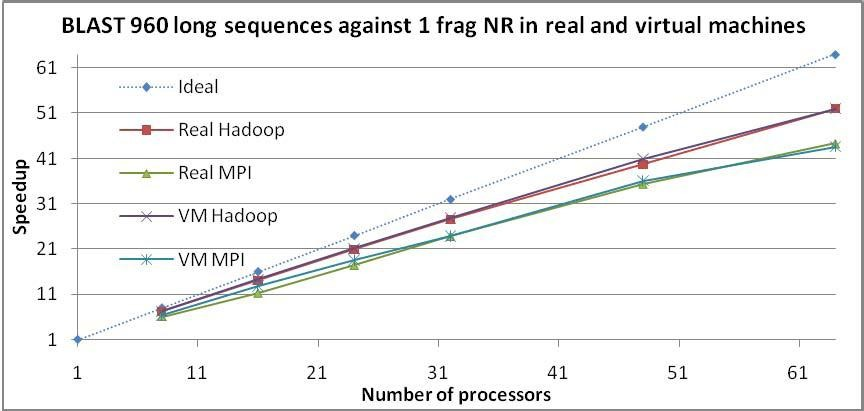 BLAST 960 long sequences against 1 frag NR in real and virtual machines
61
51
41
31
21
11
1
Speedup
Ideal
Real Hadoop
Real MPI
VM Hadoop
VM MPI
1 11 21 31 41 51 61
Number of processors